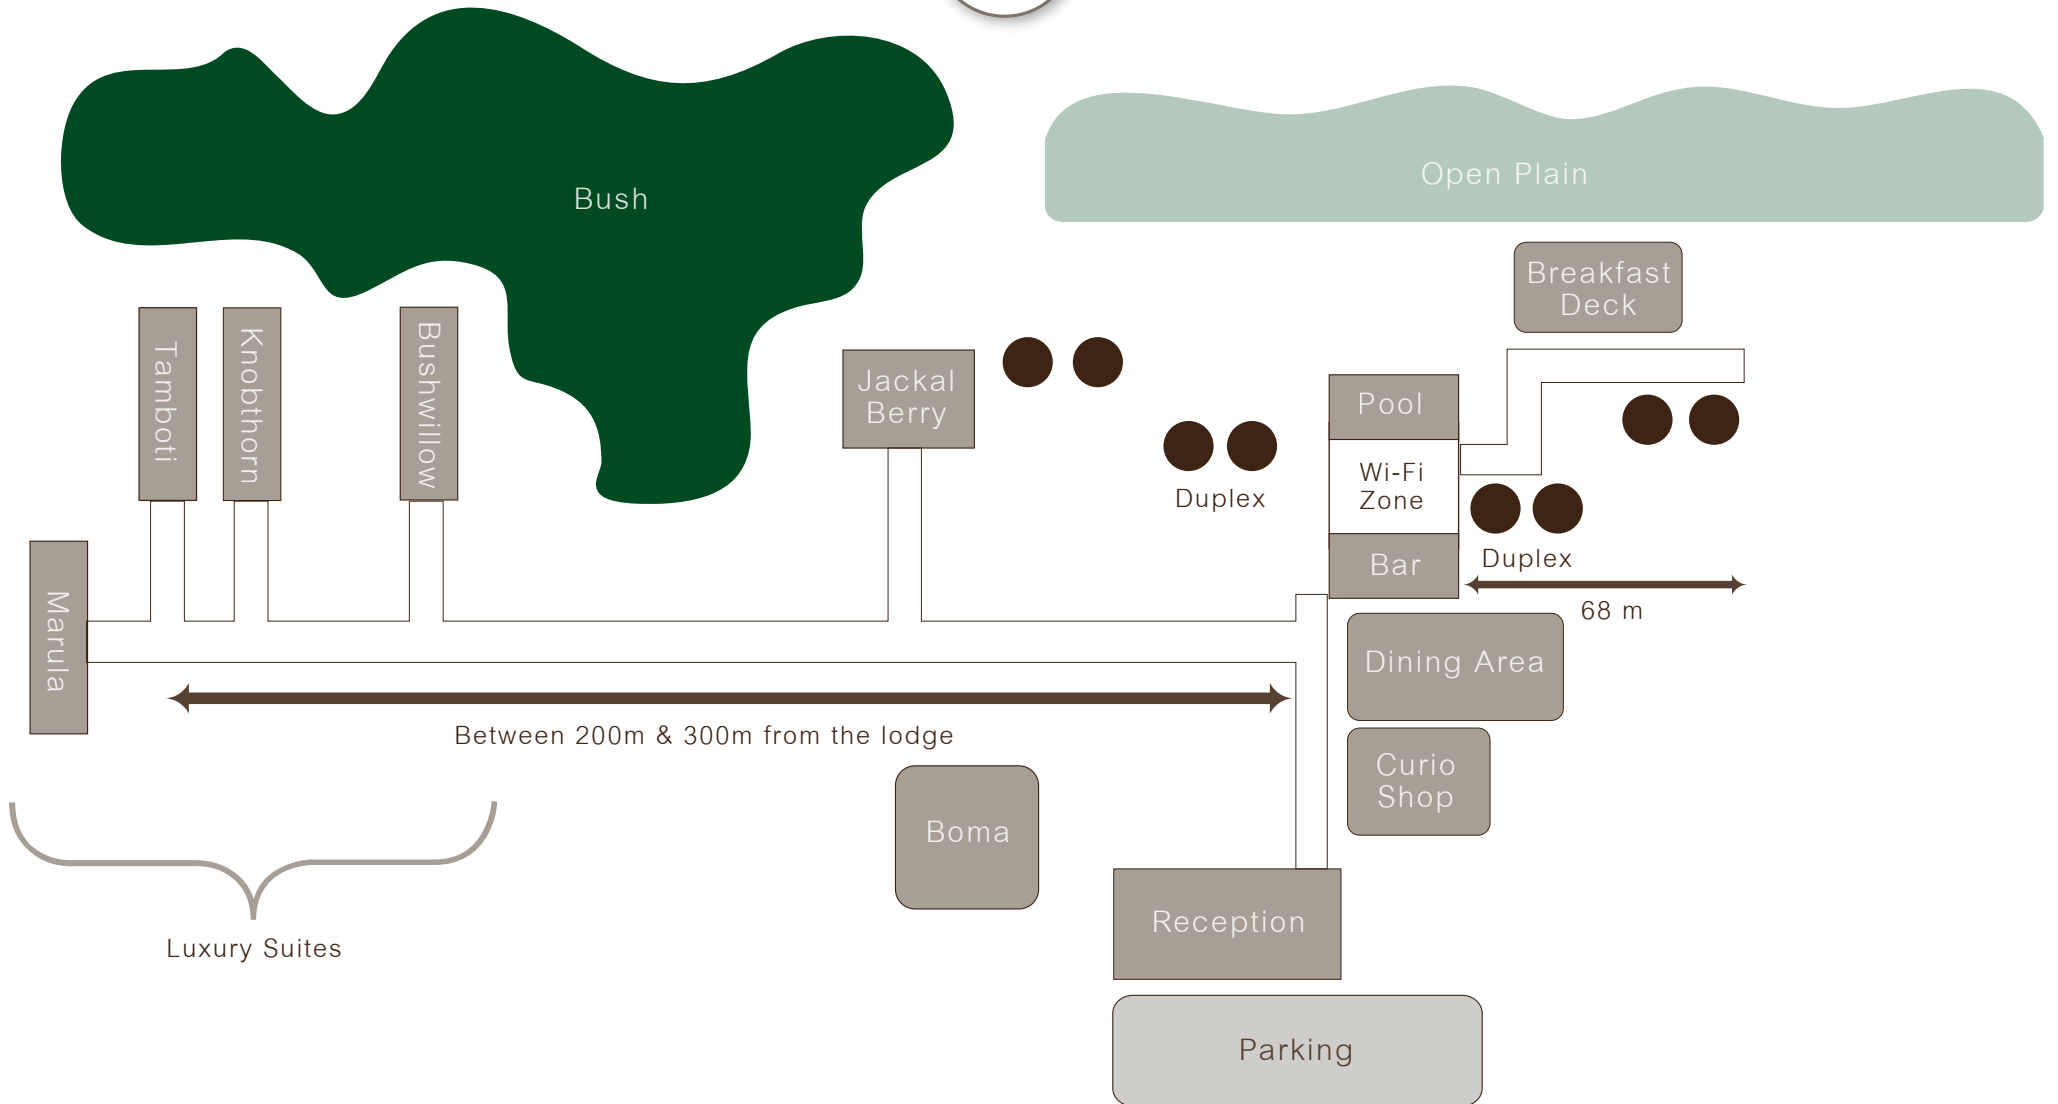 Bush
Open Plain
Breakfast
Deck
Tamboti
Knobthorn
Bushwillow
Jackal
Berry
Pool
Wi-Fi
Zone
Duplex
Bar
Duplex
68 m
Marula
Dining Area
Between 200m & 300m from the lodge
Curio
Shop
Boma
Reception
Luxury Suites
Parking